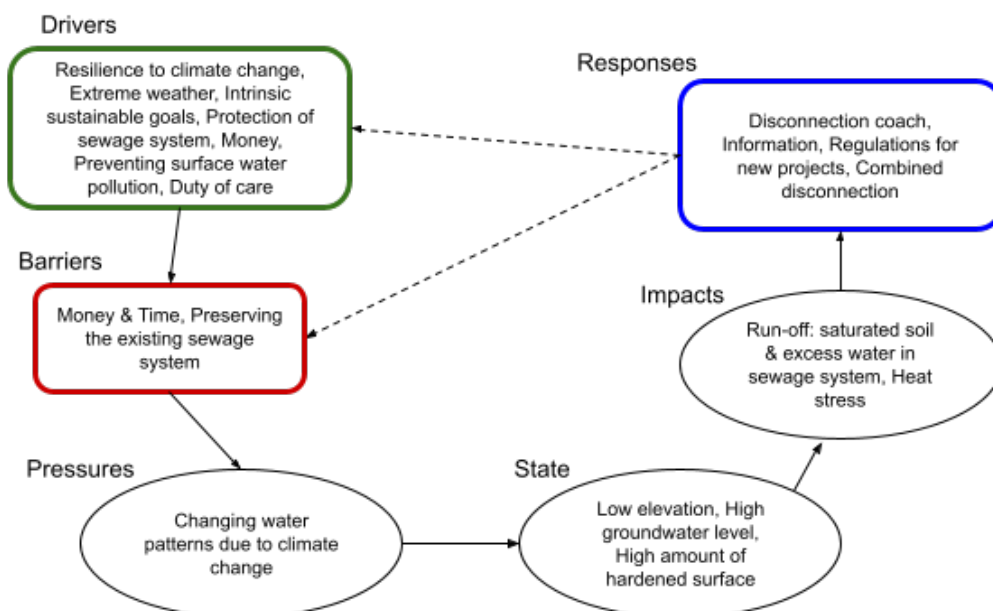 Drivers
Resilience to climate change,
Extreme weather, Intrinsic
sustainable goals, Protection of
sewage system, Money,
Preventing surface water
pollution, Duty of care
Responses
Disconnection coach,
Information, Regulations for
new projects, Combined
disconnection
Barriers
Money & Time, Preserving
the existing sewage
system
Impacts
Run-off: saturated soil
& excess water in
sewage system, Heat
stress
Pressures
Changing water
patterns due to climate
change
State
Low elevation, High
groundwater level,
High amount of
hardened surface